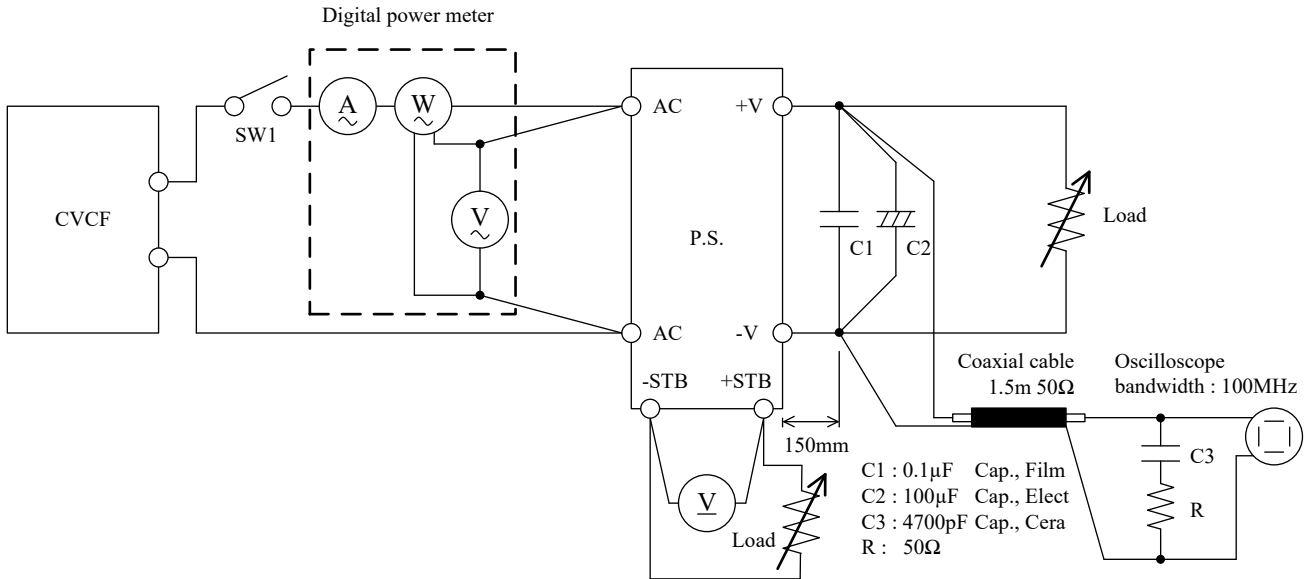 Digital power meter
A
W
AC
+V
SW1
CVCF
V
P.S.
C1
C2
Load
AC
-V
-STB
+STB
Coaxial cable
1.5m 50Ω
Oscilloscope
bandwidth : 100MHz
150mm
C3
R
V
Load
C1 : 0.1µF Cap., Film
C2 : 100µF Cap., Elect
C3 : 4700pF Cap., Cera
R : 50Ω